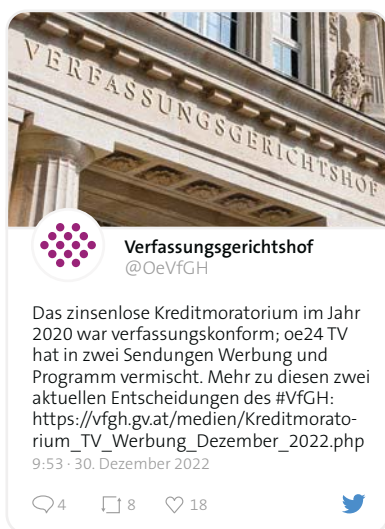 VERFASSUNGSGERICHTSHOF
Verfassungsgerichtshof
@OeVfGH
Das zinsenlose Kreditmoratorium im Jahr
2020 war verfassungskonform; oe24 TV
hat in zwei Sendungen Werbung und
Programm vermischt. Mehr zu diesen zwei
aktuellen Entscheidungen des #VfGH:
https://vfgh.gv.at/medien/Kreditmorato-
rium_TV_Werbung_Dezember_2022.php
9:53 · 30. Dezember 2022
4 8 18